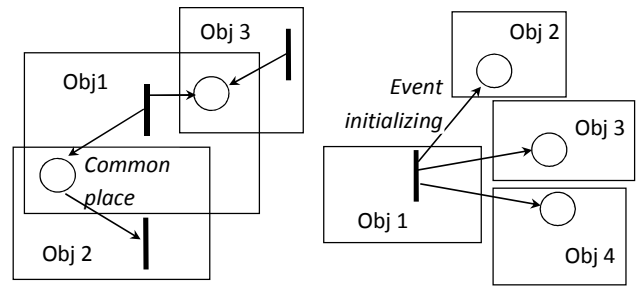 Obj 3
Obj1
Common
place
Obj 2
Obj 2
Event
initializing
Obj 3
Obj 1
Obj 4